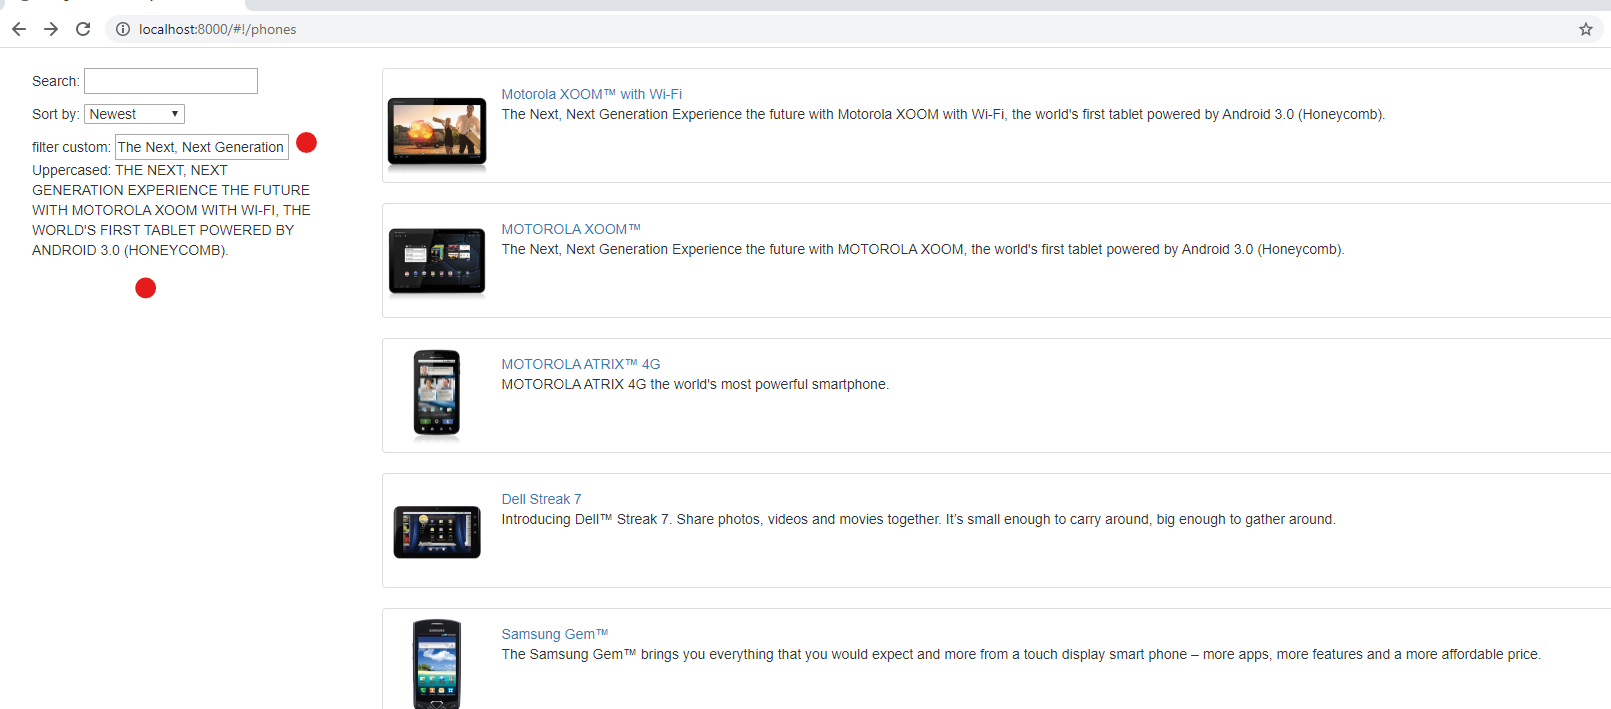 localhost:8000/#!/phones
Search:
Sort by: Newest
filter custom: The Next, Next Generation
Uppercased: THE NEXT, NEXT
GENERATION EXPERIENCE THE FUTURE
WITH MOTOROLA XOOM WITH WI-FI, THE
WORLD'S FIRST TABLET POWERED BY
ANDROID 3.0 (HONEYCOMB).
Motorola XOOM™ with Wi-Fi
The Next, Next Generation Experience the future with Motorola XOOM with Wi-Fi, the world's first tablet powered by Android 3.0 (Honeycomb).
MOTOROLA XOOM™
The Next, Next Generation Experience the future with MOTOROLA XOOM, the world's first tablet powered by Android 3.0 (Honeycomb).
MOTOROLA ATRIX™ 4G
MOTOROLA ATRIX 4G the world's most powerful smartphone.
Dell Streak 7
Introducing Dell™ Streak 7. Share photos, videos and movies together. It’s small enough to carry around, big enough to gather around.
Samsung Gem™
The Samsung Gem™ brings you everything that you would expect and more from a touch display smart phone – more apps, more features and a more affordable price.